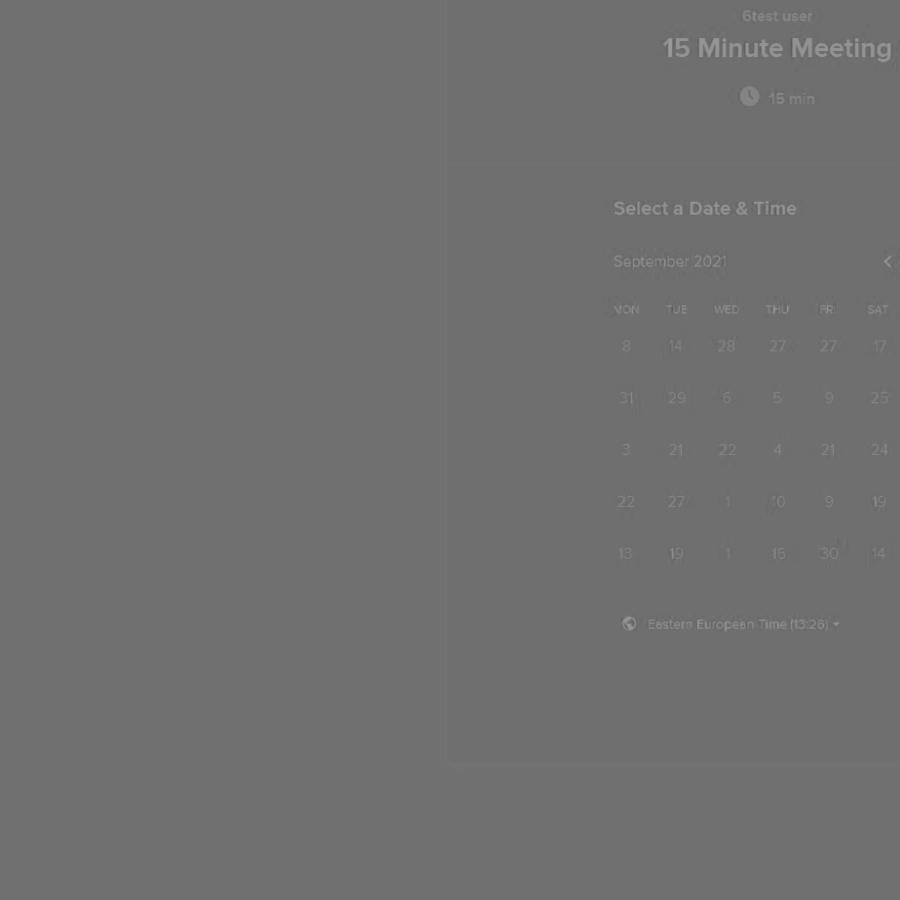 6test user
15 Minute Meeting
15 min
Select a Date & Time
September 2021
MON TUE WED THU FRI SAT
8 14 28 27 27 17
31 29 6 5 9 25
3 21 22 4 21 24
22 27 1 10 9 19
13 19 1 15 30 14
Eastern European Time (13:26)